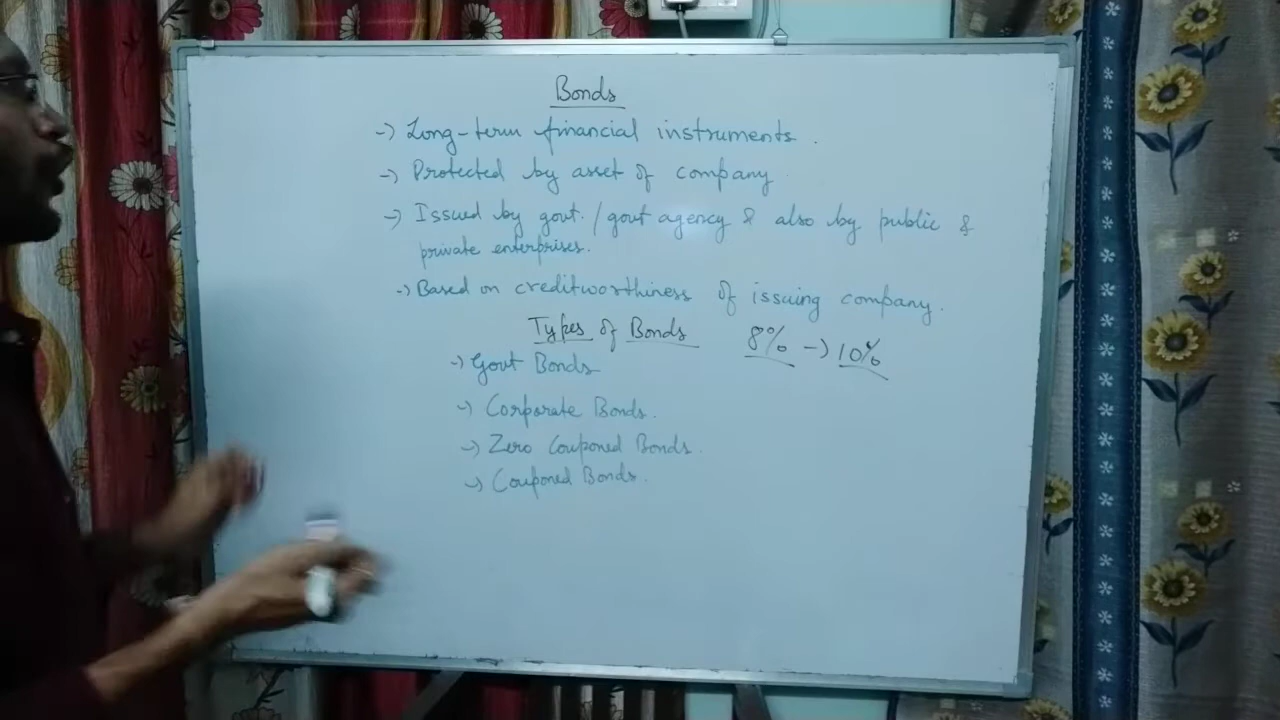 Bonds
-> Long-term financial instruments.
-> Protected by asset of company
-> Issued by govt./govt agency & also by public &
private enterprises.
-> Based on creditworthiness of issuing company.
Types of Bonds 8% -> 10%
-> Govt Bonds
-> Corporate Bonds.
-> Zero Couponed Bonds.
-> Couponed Bonds.